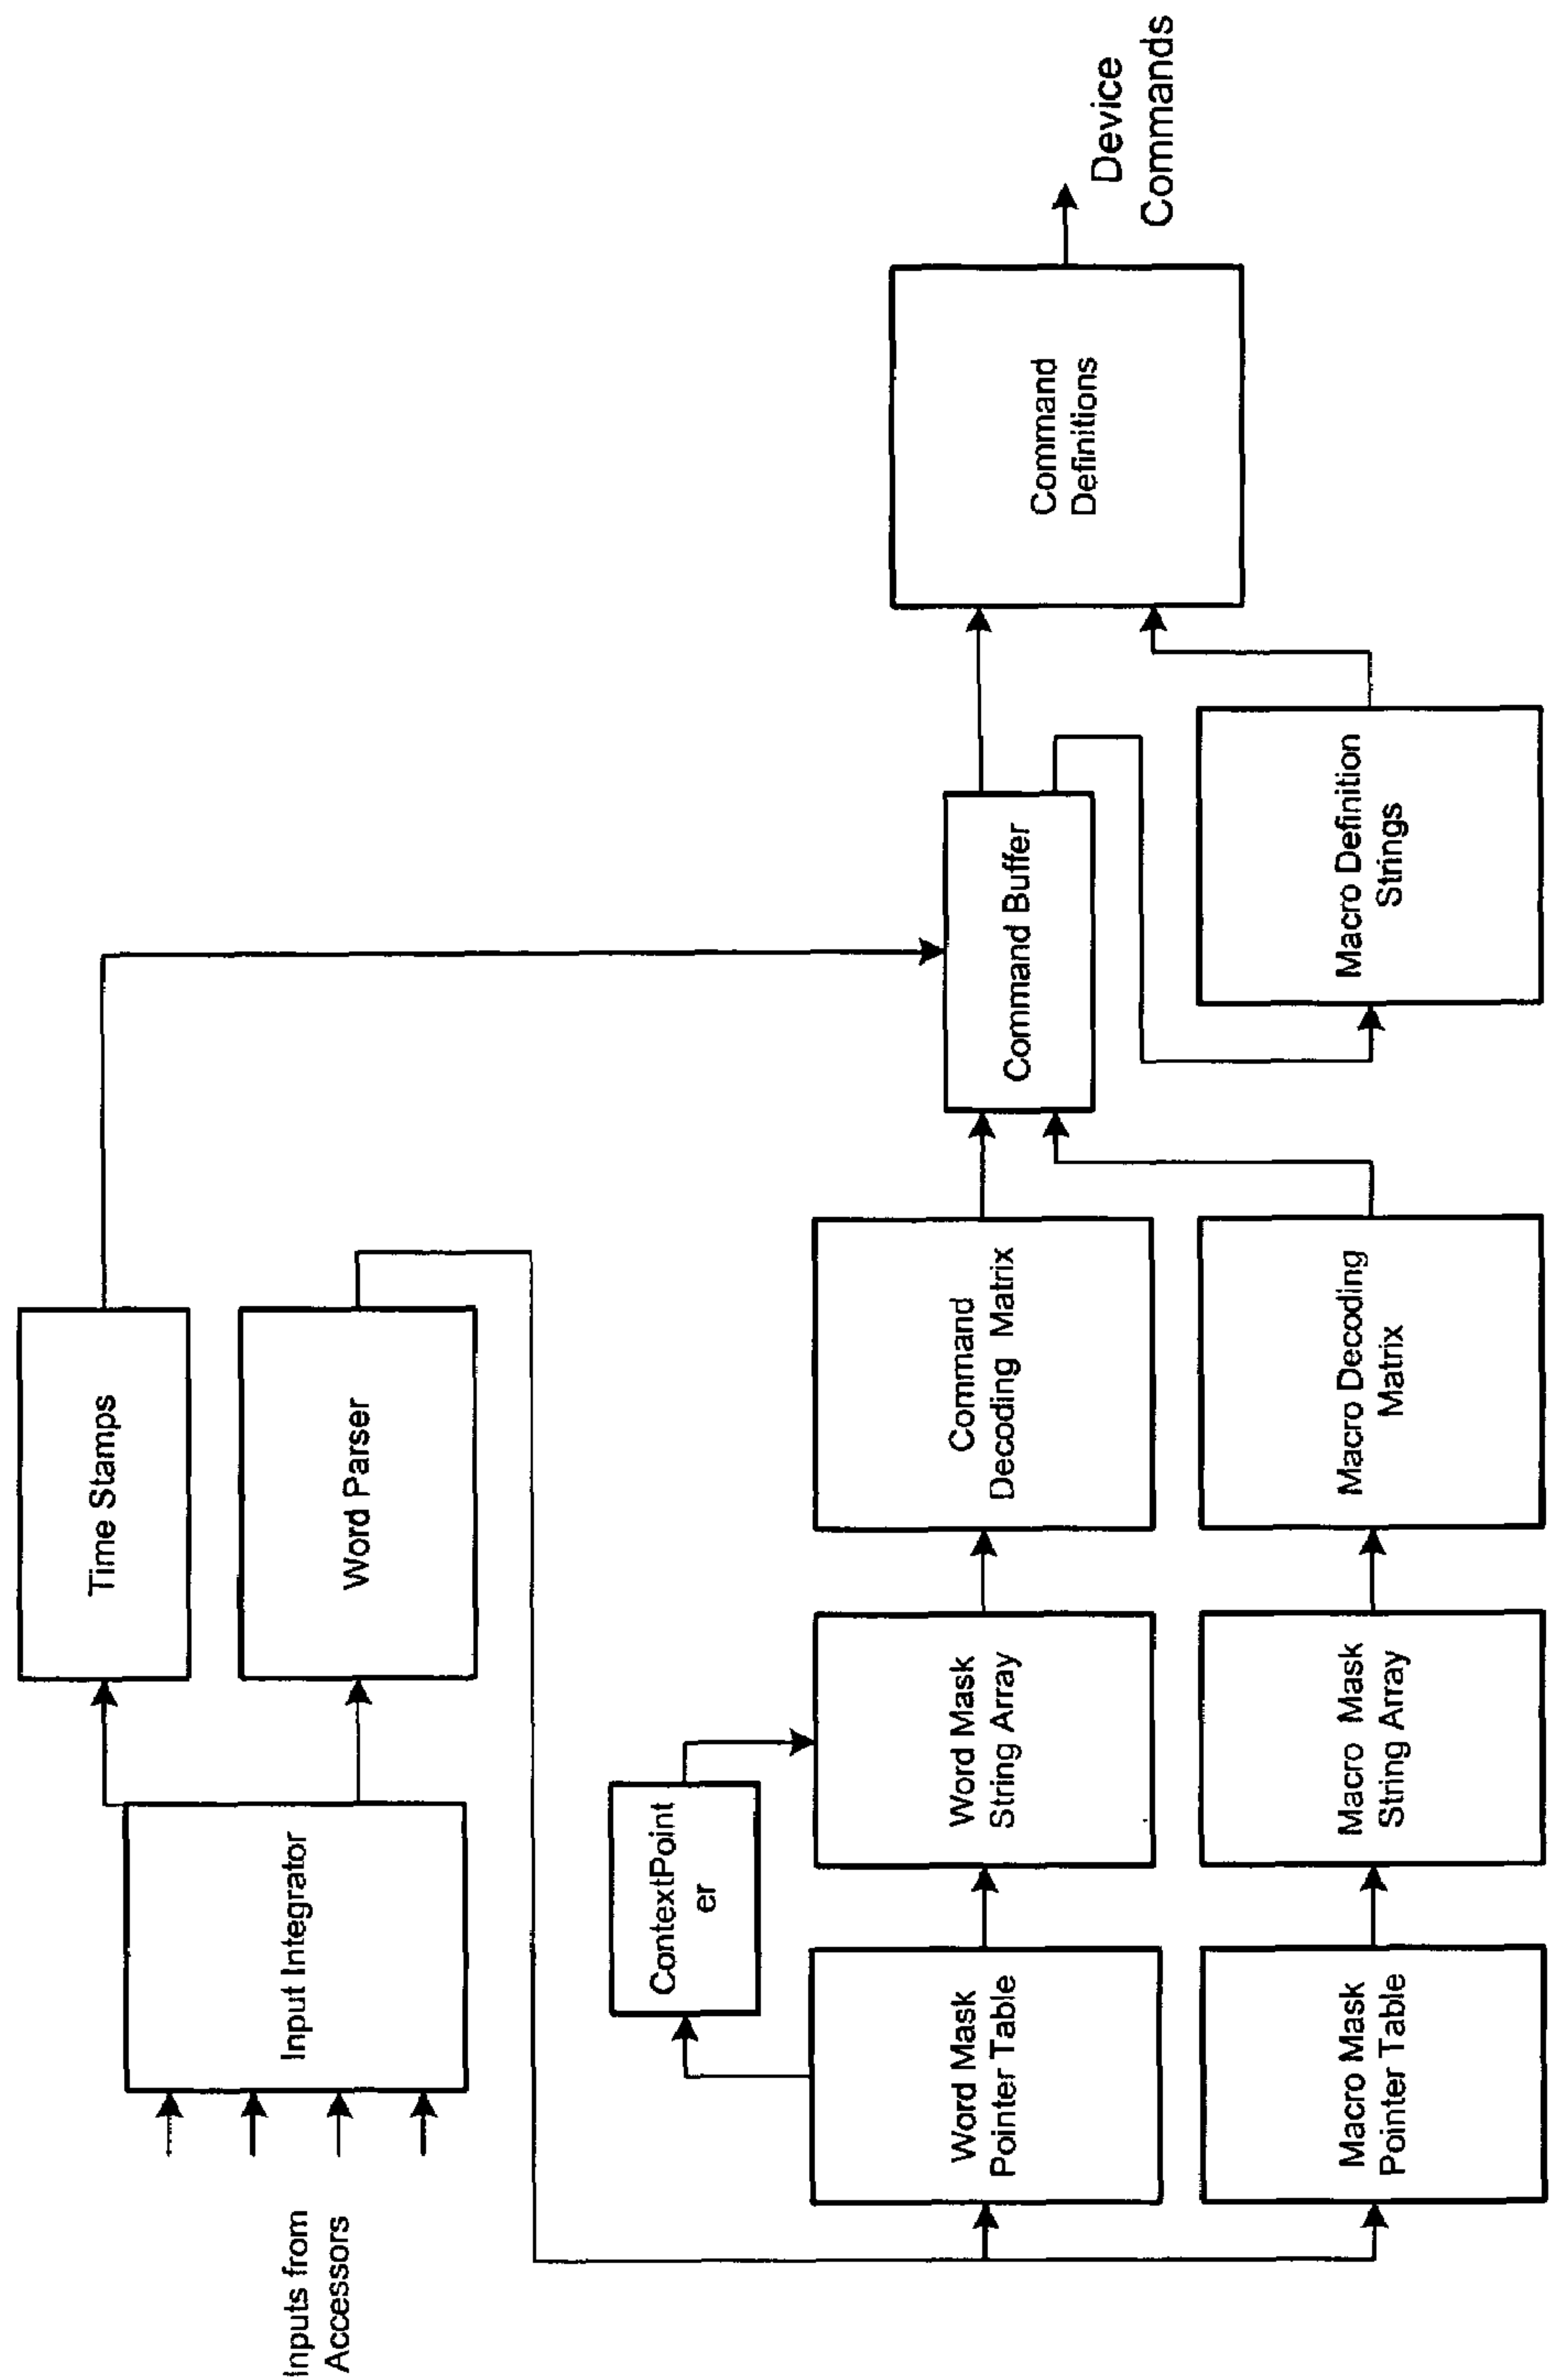 Inputs from
Accessors
Input Integrator
Time Stamps
Word Parser
ContextPoint
er
Word Mask
Pointer Table
Word Mask
String Array
Command
Decoding Matrix
Macro Mask
Pointer Table
Macro Mask
String Array
Macro Decoding
Matrix
Command Buffer
Macro Definition
Strings
Command
Definitions
Device
Commands